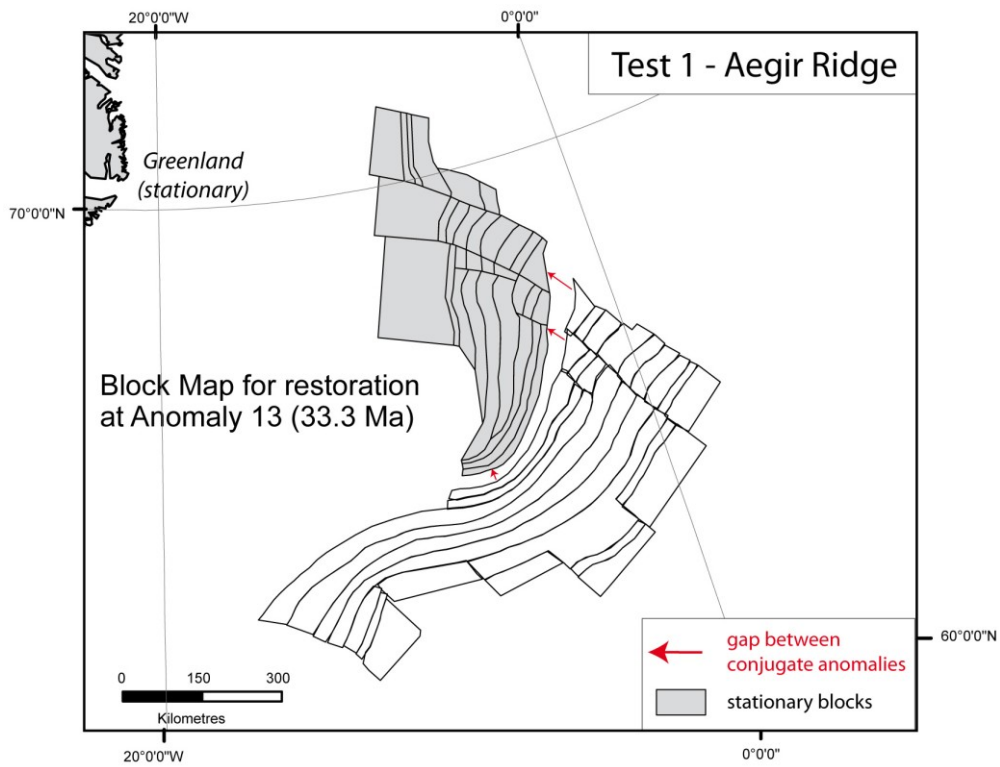 20°0'0"W
0°0'0"
Test 1 - Aegir Ridge
Greenland
(stationary)
70°0'0"N
Block Map for restoration
at Anomaly 13 (33.3 Ma)
gap between
conjugate anomalies
stationary blocks
60°0'0"N
0 150 300
Kilometres
20°0'0"W
0°0'0"